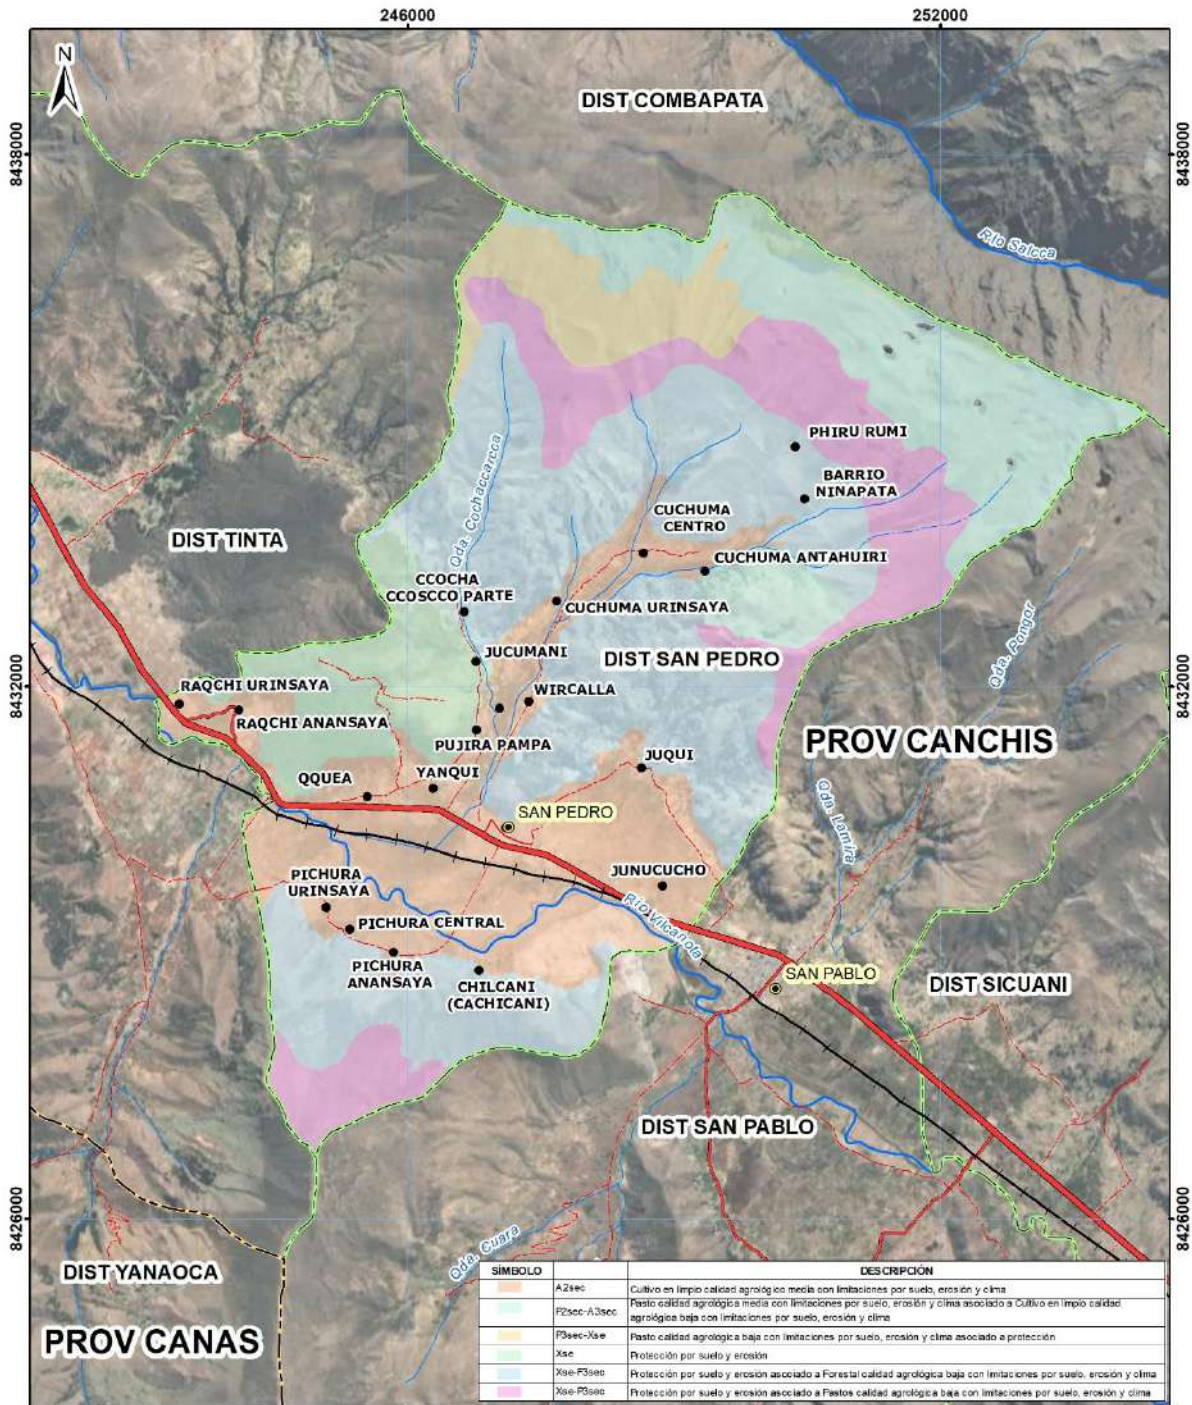 246000
252000
N
DIST COMBAPATA
8438000
8438000
Rio Salcca
PHIRU RUMI
BARRIO
NINAPATA
Qda. Cochaccarcca
CUCHUMA
CENTRO
DIST TINTA
CUCHUMA ANTAHUIRI
CCOCHA
CCOSCCO PARTE
CUCHUMA URINSAYA
Qda. Pongor
JUCUMANI
DIST SAN PEDRO
8432000
8432000
RAQCHI URINSAYA
WIRCALLA
RAQCHI ANANSAYA
PUJIRA PAMPA
PROV CANCHIS
JUQUI
QQUEA
YANQUI
SAN PEDRO
Qda. Lamira
PICHURA
URINSAYA
JUNUCUCHO
PICHURA CENTRAL
Rio Vilcanota
PICHURA
ANANSAYA
CHILCANI
(CACHICANI)
SAN PABLO
DIST SICUANI
DIST SAN PABLO
8426000
8426000
Qda. Cuara
DIST YANAOCA
PROV CANAS
SÍMBOLO DESCRIPCIÓN
A2sec Cultivo en limpio calidad agrológico media con limitaciones por suelo, erosión y clima
P2sec-A3sec Pasto calidad agrológica media con limitaciones por suelo, erosión y clima asociado a Cultivo en limpio calidad
agrológica baja con limitaciones por suelo, erosión y clima
P3sec-Xse Pasto calidad agrológica baja con limitaciones por suelo, erosión y clima asociado a protección
Xse Protección por suelo y erosión
Xse-F3sec Protección por suelo y erosión asociado a Forestal calidad agrológica baja con limitaciones por suelo, erosión y clima
Xse-P3sec Protección por suelo y erosión asociado a Pastos calidad agrológica baja con limitaciones por suelo, erosión y clima